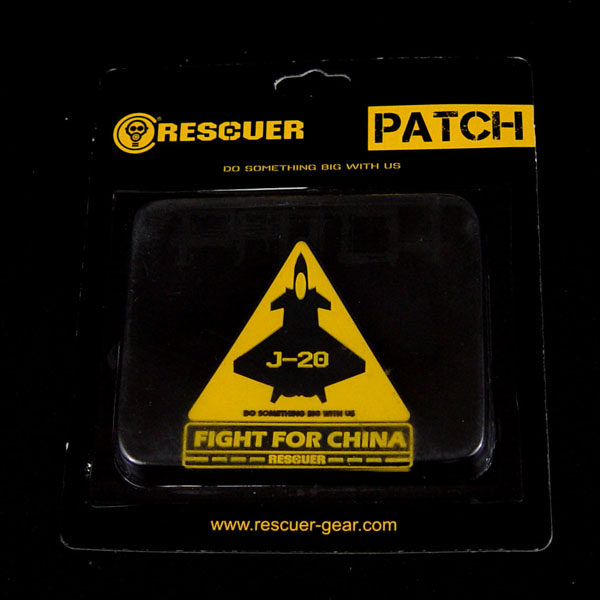 RESCUER
PATCH
DO SOMETHING BIG WITH US
PATCH
J-20
DO SOMETHING BIG WITH US
FIGHT FOR CHINA
RESCUER
www.rescuer-gear.com